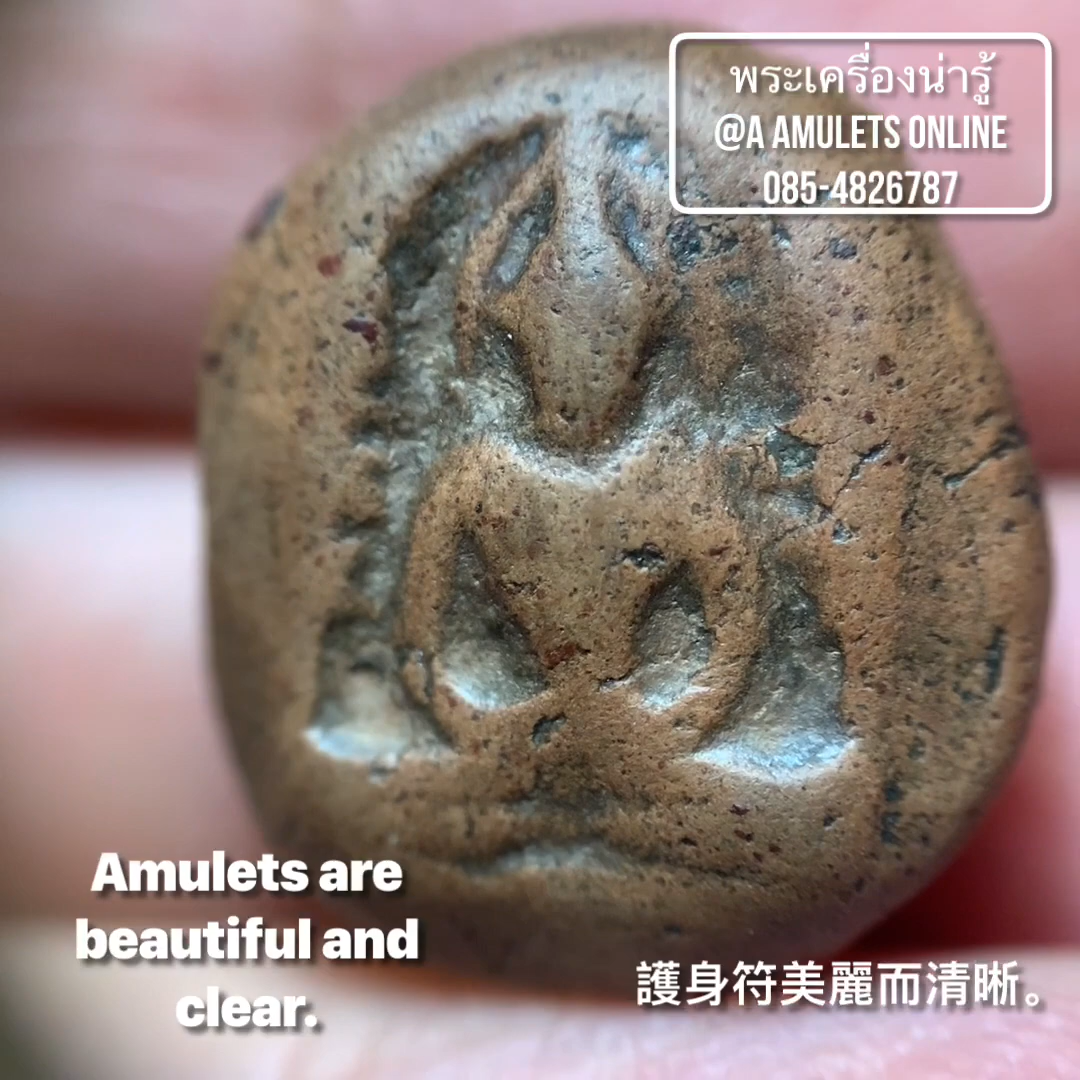 พระเครื่องน่ารู้
@A AMULETS ONLINE
085-4826787
Amulets are
beautiful and
clear.
護身符美麗而清晰。